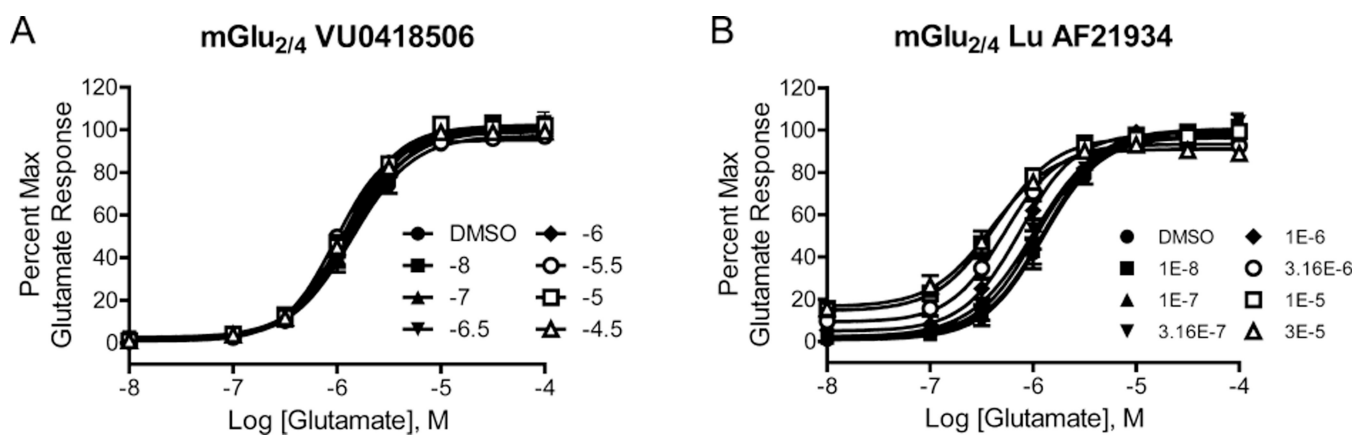 A
mGlu2/4 VU0418506
Percent Max
Glutamate Response
120
100
80
60
40
20
0
DMSO
-8
-7
-6.5
-6
-5.5
-5
-4.5
-8
-7
-6
-5
-4
Log [Glutamate], M
B
mGlu2/4 Lu AF21934
Percent Max
Glutamate Response
120
100
80
60
40
20
0
DMSO
1E-8
1E-7
3.16E-7
1E-6
3.16E-6
1E-5
3E-5
-8
-7
-6
-5
-4
Log [Glutamate], M